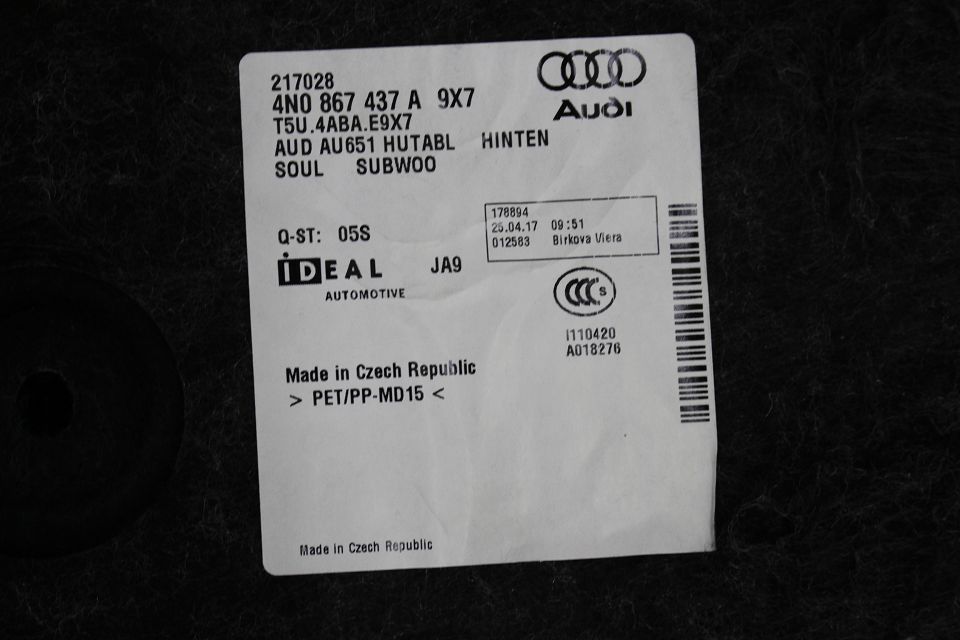 217028
4N0 867 437 A 9X7
T5U.4ABA.E9X7
AUD AU651 HUTABL HINTEN
SOUL SUBWOO
Audi
Q-ST: 05S
178894
25.04.17 09:51
012583 Birkova Viera
IDEAL JA9
AUTOMOTIVE
CCC S
I110420
A018276
Made in Czech Republic
> PET/PP-MD15 <
Made in Czech Republic